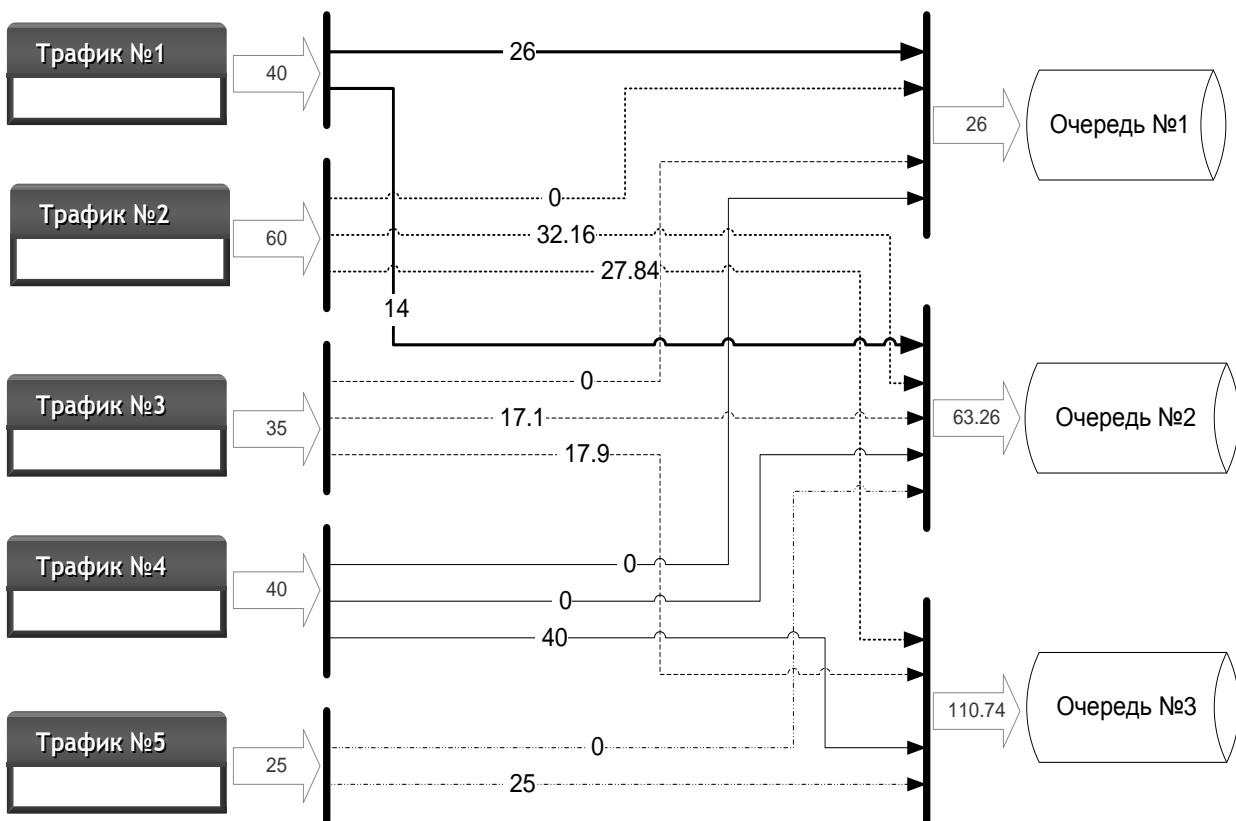 Трафик №1
40
26
26
Очередь №1
Трафик №2
60
0
32.16
27.84
14
Трафик №3
35
0
17.1
17.9
63.26
Очередь №2
Трафик №4
40
0
0
40
Трафик №5
25
0
25
110.74
Очередь №3